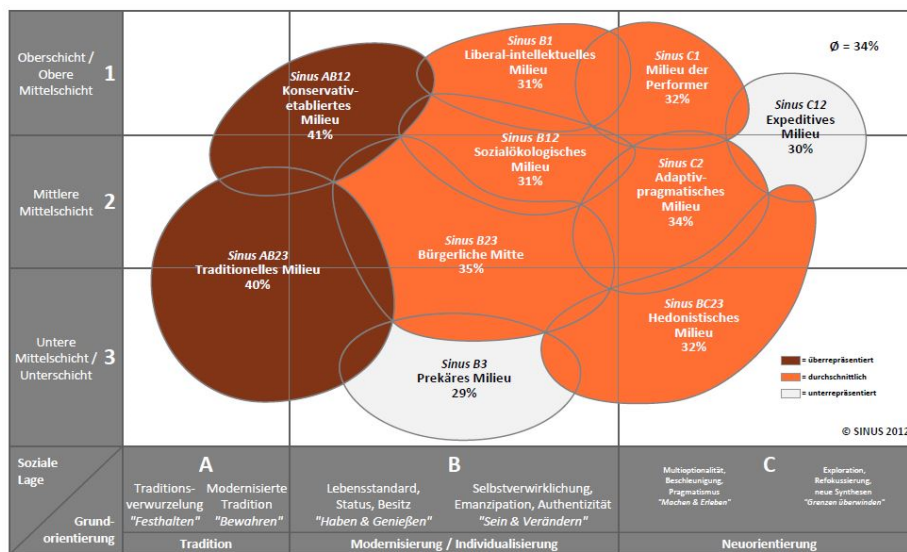 Oberschicht /
Obere
Mittelschicht
1
Mittlere
Mittelschicht
2
Untere
Mittelschicht /
Unterschicht
3
Ø = 34%
Sinus AB12
Konservativ-
etabliertes
Milieu
41%
Sinus B1
Liberal-intellektuelles
Milieu
31%
Sinus C1
Milieu der
Performer
32%
Sinus C12
Expeditives
Milieu
30%
Sinus B12
Sozialökologisches
Milieu
31%
Sinus C2
Adaptiv-
pragmatisches
Milieu
34%
Sinus AB23
Traditionelles Milieu
40%
Sinus B23
Bürgerliche Mitte
35%
Sinus BC23
Hedonistisches
Milieu
32%
Sinus B3
Prekäres Milieu
29%
= überrepräsentiert
= durchschnittlich
= unterrepräsentiert
© SINUS 2012
Soziale
Lage
Grund-
orientierung
A
Traditions-
verwurzelung
"Festhalten"
Modernisierte
Tradition
"Bewahren"
B
Lebensstandard,
Status, Besitz
"Haben & Genießen"
Selbstverwirklichung,
Emanzipation, Authentizität
"Sein & Verändern"
C
Multioptionalität,
Beschleunigung,
Pragmatismus
"Machen & Erleben"
Exploration,
Refokussierung,
neue Synthesen
"Grenzen überwinden"
Tradition
Modernisierung / Individualisierung
Neuorientierung